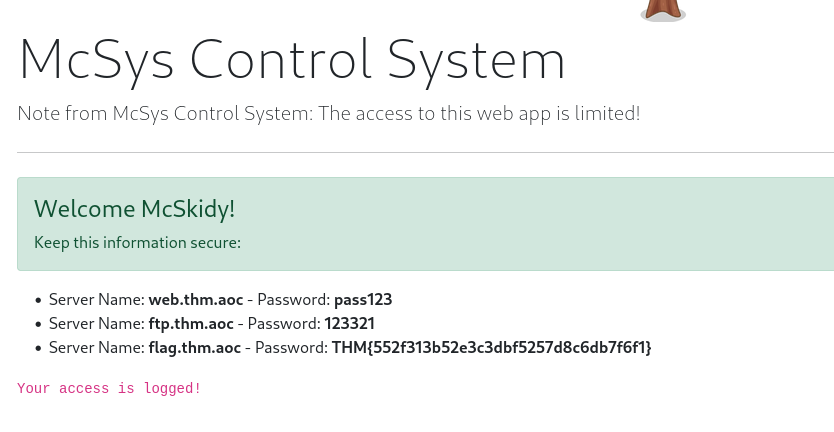 McSys Control System
Note from McSys Control System: The access to this web app is limited!
Welcome McSkidy!
Keep this information secure:
• Server Name: web.thm.aoc - Password: pass123
• Server Name: ftp.thm.aoc - Password: 123321
• Server Name: flag.thm.aoc - Password: THM{552f313b52e3c3dbf5257d8c6db7f6f1}
Your access is logged!